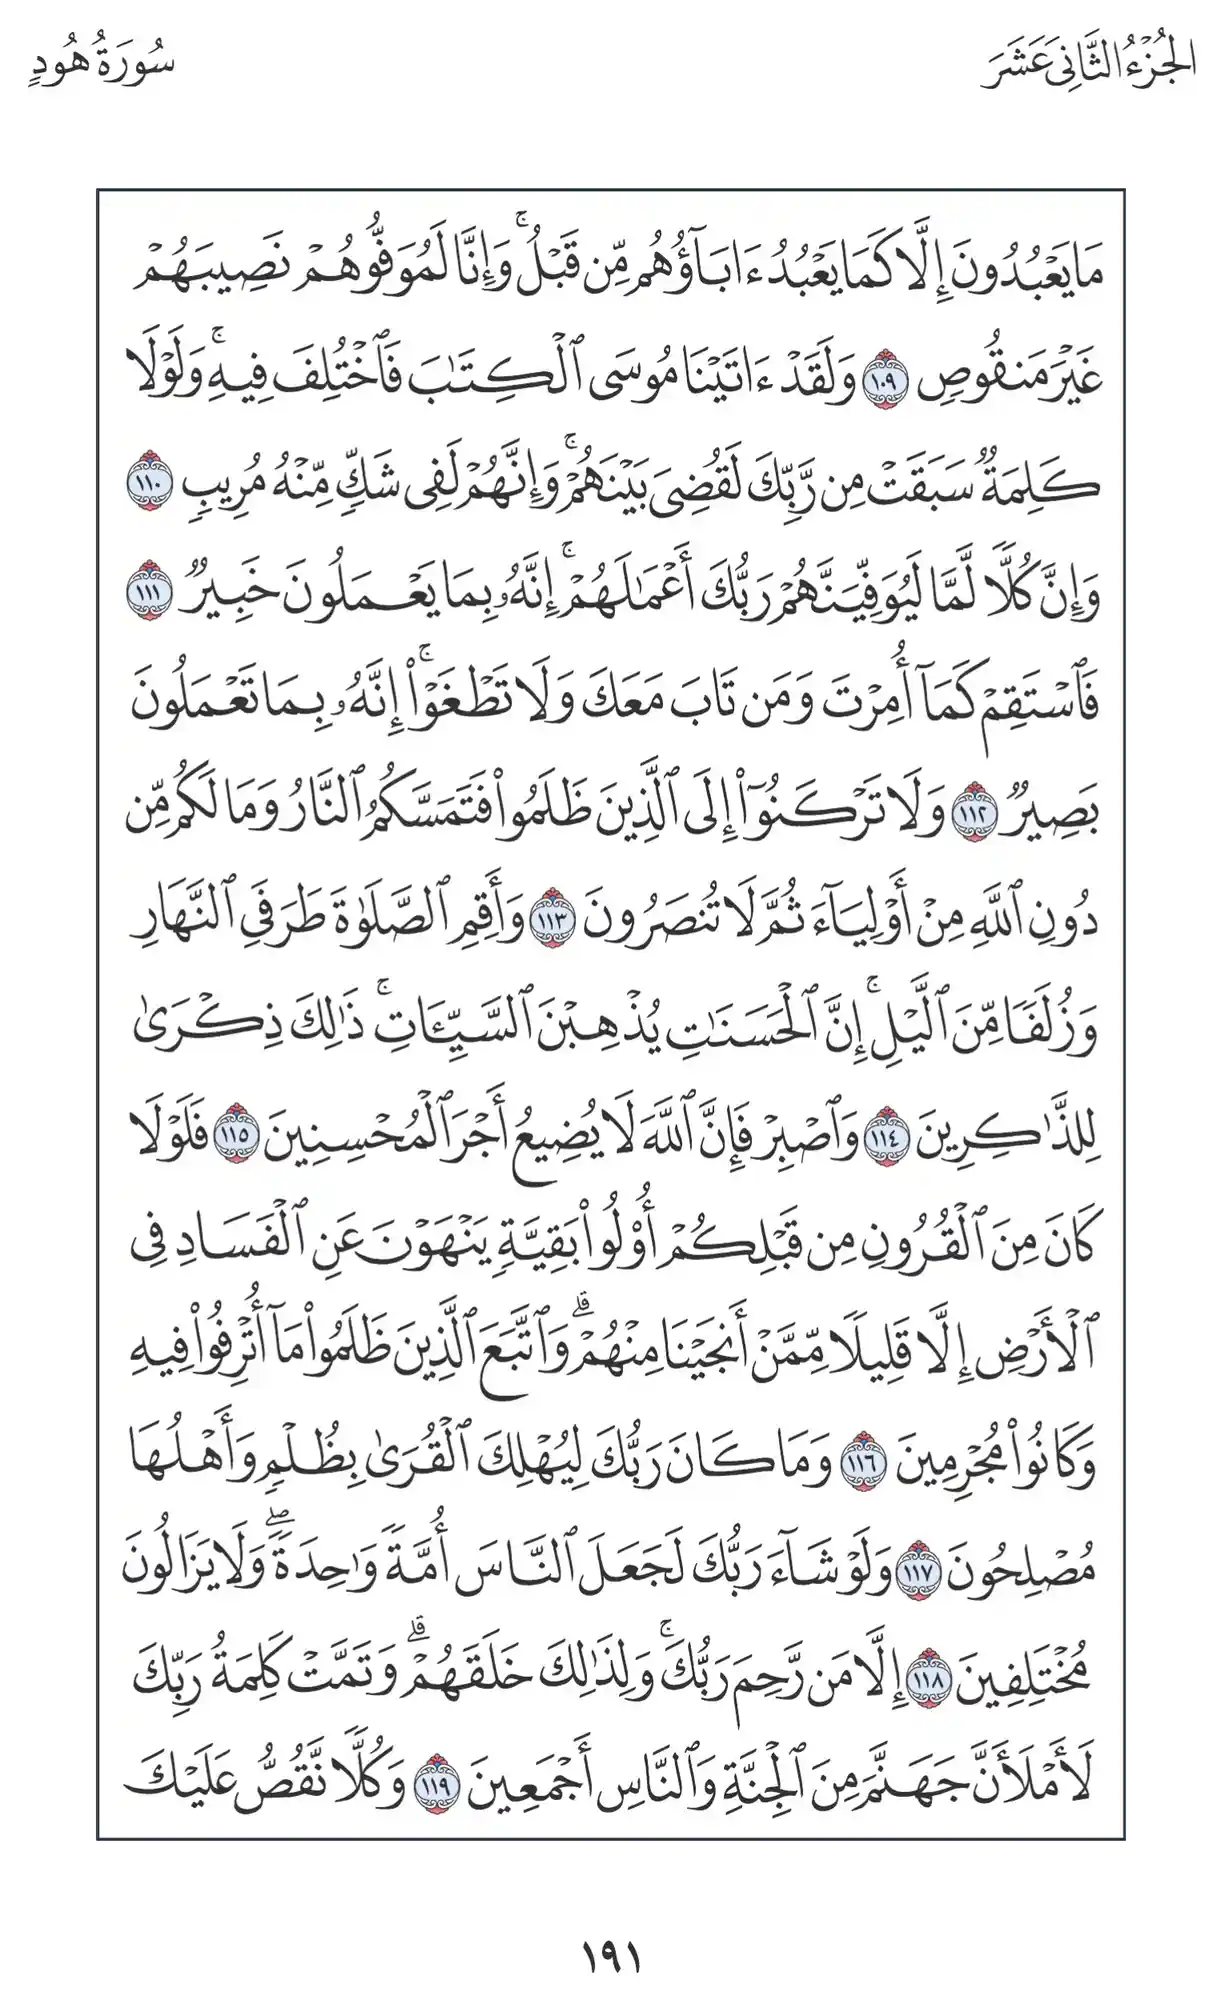 الجُزْءُ الثَّانِي عَشَرَ
سُورَةُ هُودٍ
مَا يَعْبُدُونَ إِلَّا كَمَا يَعْبُدُ ءَابَآؤُهُم مِّن قَبْلُۚ وَإِنَّا لَمُوَفُّوهُمْ نَصِيبَهُمْ
غَيْرَ مَنقُوصٍ ١٠٩ وَلَقَدْ ءَاتَيْنَا مُوسَى ٱلْكِتَٰبَ فَٱخْتُلِفَ فِيهِۚ وَلَوْلَا
كَلِمَةٌ سَبَقَتْ مِن رَّبِّكَ لَقُضِىَ بَيْنَهُمْۚ وَإِنَّهُمْ لَفِى شَكٍّ مِّنْهُ مُرِيبٍ ١١٠
وَإِنَّ كُلًّا لَّمَّا لَيُوَفِّيَنَّهُمْ رَبُّكَ أَعْمَٰلَهُمْۚ إِنَّهُۥ بِمَا يَعْمَلُونَ خَبِيرٌ ١١١
فَٱسْتَقِمْ كَمَآ أُمِرْتَ وَمَن تَابَ مَعَكَ وَلَا تَطْغَوْا۟ۚ إِنَّهُۥ بِمَا تَعْمَلُونَ
بَصِيرٌ ١١٢ وَلَا تَرْكَنُوٓا۟ إِلَى ٱلَّذِينَ ظَلَمُوا۟ فَتَمَسَّكُمُ ٱلنَّارُ وَمَا لَكُم مِّن
دُونِ ٱللَّهِ مِنْ أَوْلِيَآءَ ثُمَّ لَا تُنصَرُونَ ١١٣ وَأَقِمِ ٱلصَّلَوٰةَ طَرَفَىِ ٱلنَّهَارِ
وَزُلَفًا مِّنَ ٱلَّيْلِۚ إِنَّ ٱلْحَسَنَٰتِ يُذْهِبْنَ ٱلسَّيِّـَٔاتِۚ ذَٰلِكَ ذِكْرَىٰ
لِلذَّٰكِرِينَ ١١٤ وَٱصْبِرْ فَإِنَّ ٱللَّهَ لَا يُضِيعُ أَجْرَ ٱلْمُحْسِنِينَ ١١٥ فَلَوْلَا
كَانَ مِنَ ٱلْقُرُونِ مِن قَبْلِكُمْ أُو۟لُوا۟ بَقِيَّةٍ يَنْهَوْنَ عَنِ ٱلْفَسَادِ فِى
ٱلْأَرْضِ إِلَّا قَلِيلًا مِّمَّنْ أَنجَيْنَا مِنْهُمْۗ وَٱتَّبَعَ ٱلَّذِينَ ظَلَمُوا۟ مَآ أُتْرِفُوا۟ فِيهِ
وَكَانُوا۟ مُجْرِمِينَ ١١٦ وَمَا كَانَ رَبُّكَ لِيُهْلِكَ ٱلْقُرَىٰ بِظُلْمٍ وَأَهْلُهَا
مُصْلِحُونَ ١١٧ وَلَوْ شَآءَ رَبُّكَ لَجَعَلَ ٱلنَّاسَ أُمَّةً وَٰحِدَةًۖ وَلَا يَزَالُونَ
مُخْتَلِفِينَ ١١٨ إِلَّا مَن رَّحِمَ رَبُّكَۚ وَلِذَٰلِكَ خَلَقَهُمْۗ وَتَمَّتْ كَلِمَةُ رَبِّكَ
لَأَمْلَأَنَّ جَهَنَّمَ مِنَ ٱلْجِنَّةِ وَٱلنَّاسِ أَجْمَعِينَ ١١٩ وَكُلًّا نَّقُصُّ عَلَيْكَ
١٩١